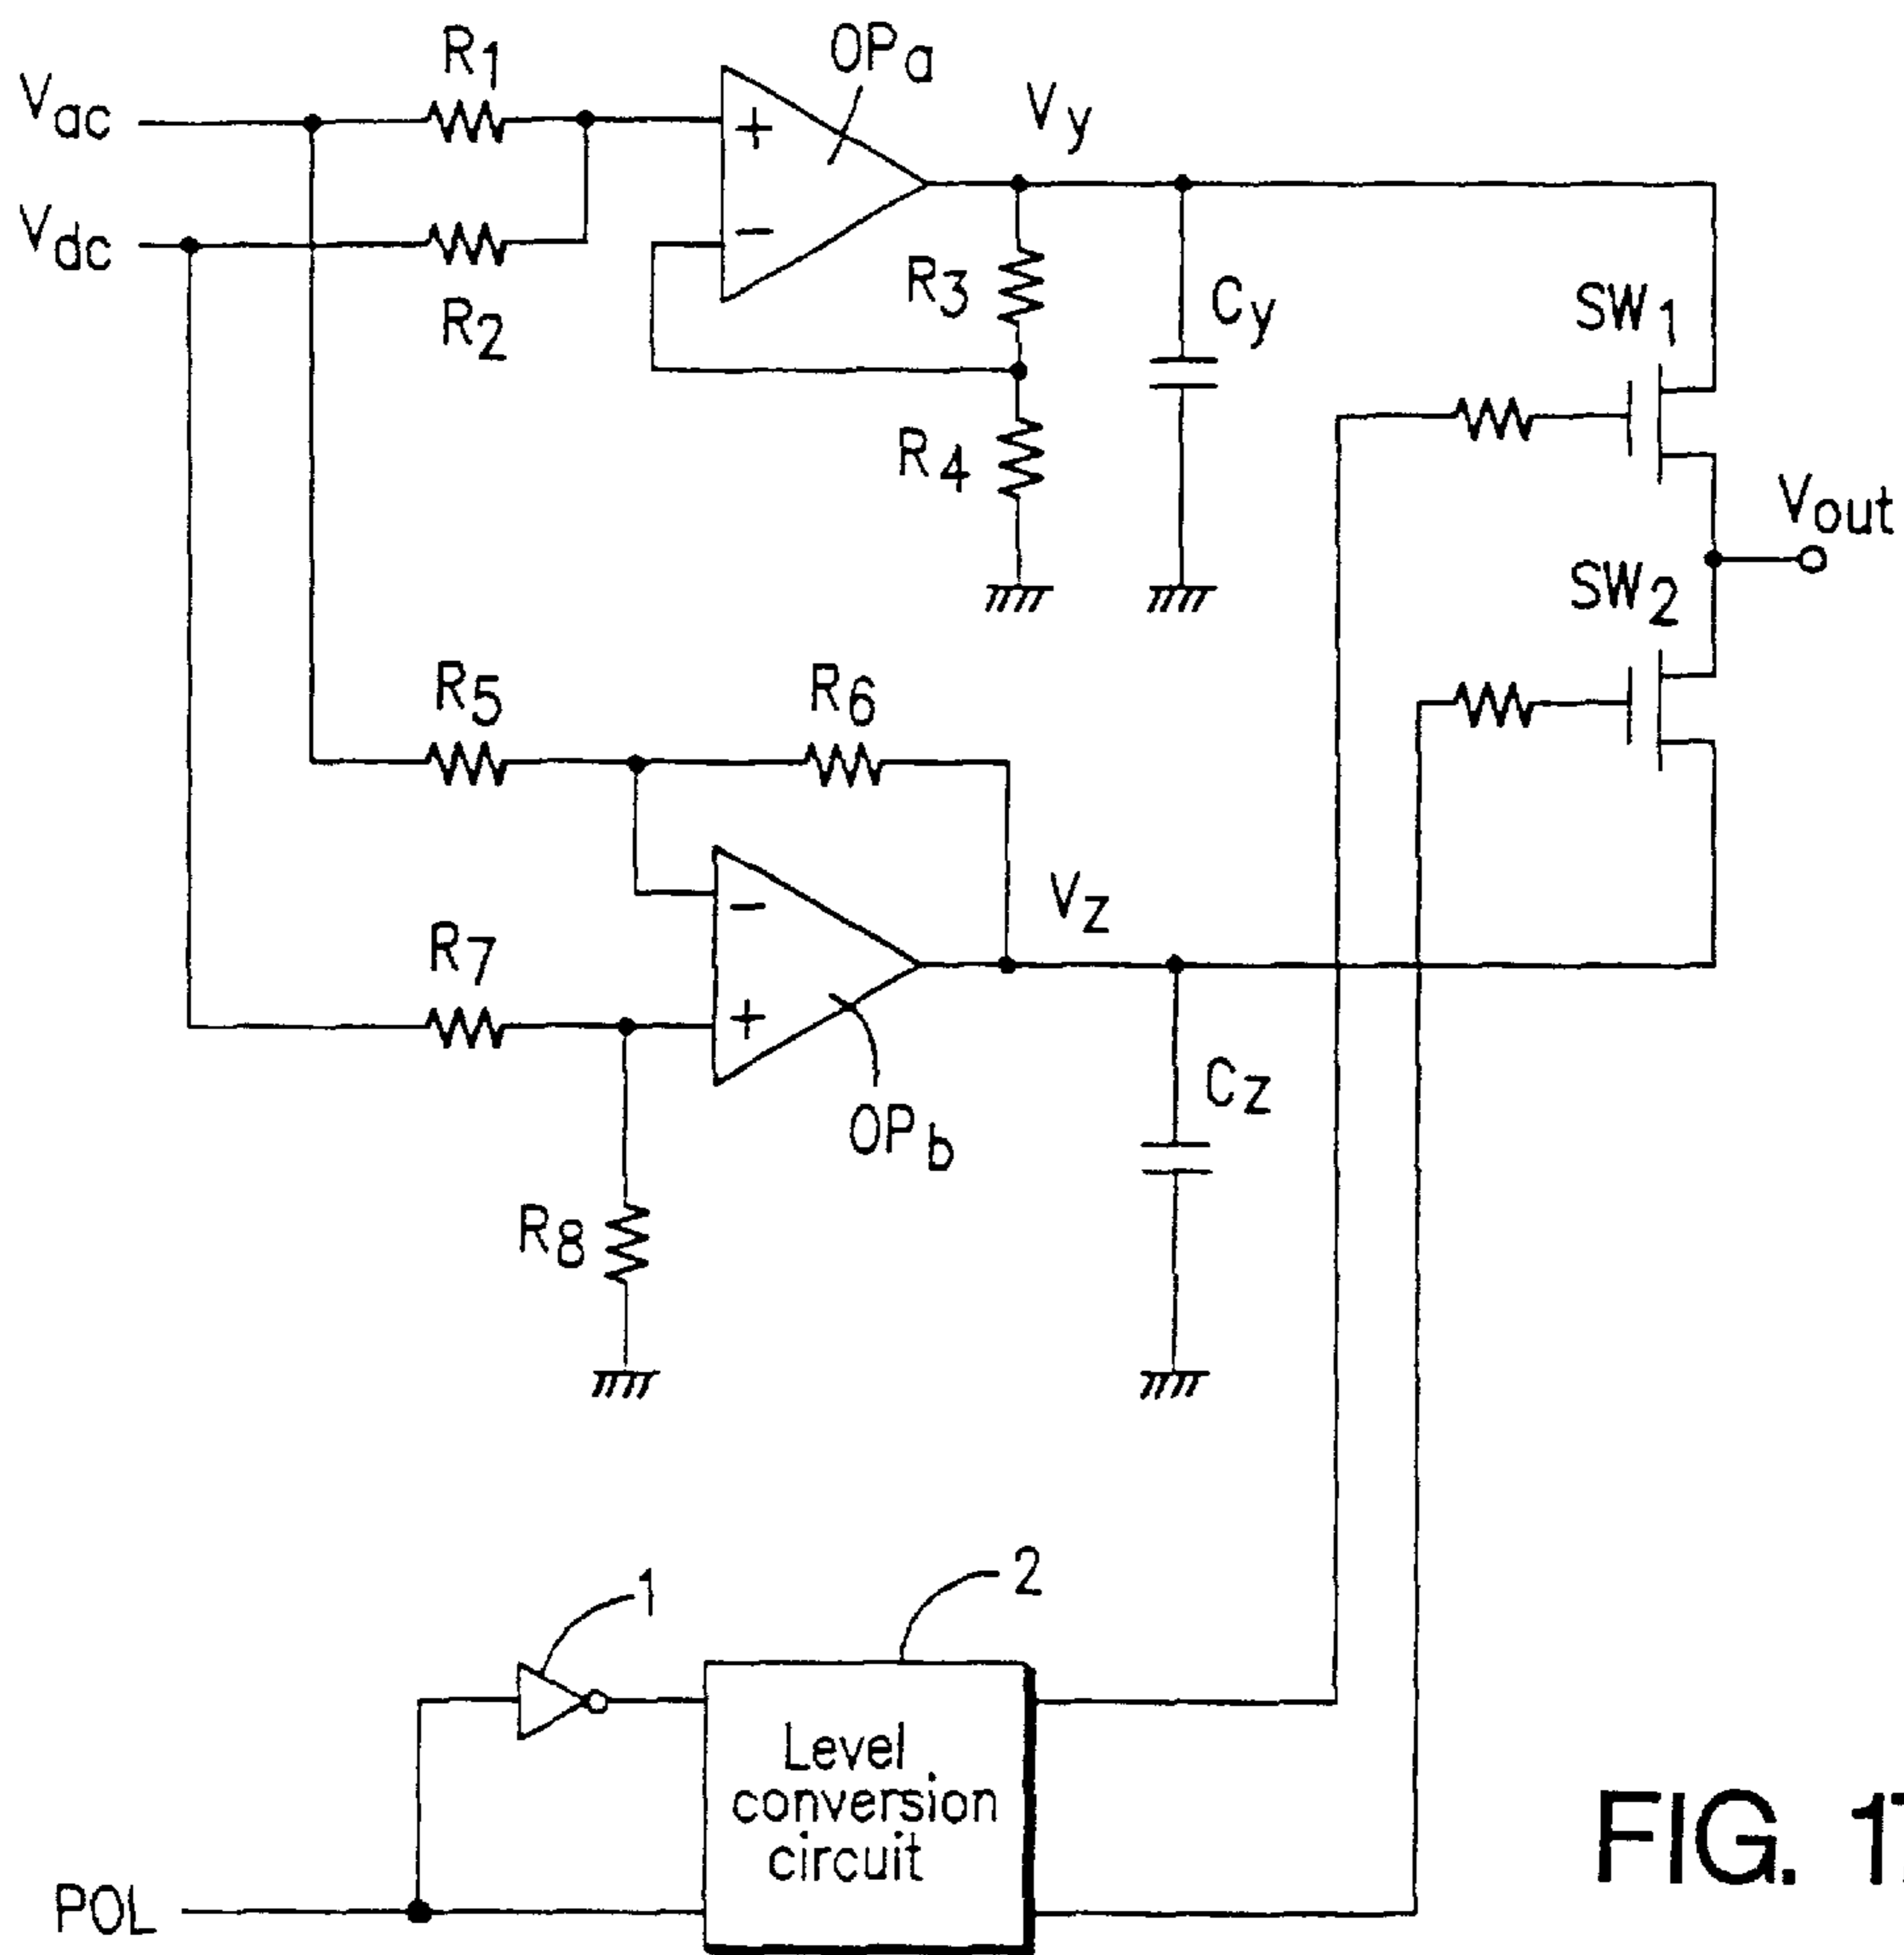 Vac
R1
OPa
Vy
Vdc
R2
+
-
R3
Cy
SW1
R4
Vout
SW2
R5
R6
Vz
-
R7
+
Cz
OPb
R8
1
2
Level
conversion
circuit
POL
FIG.